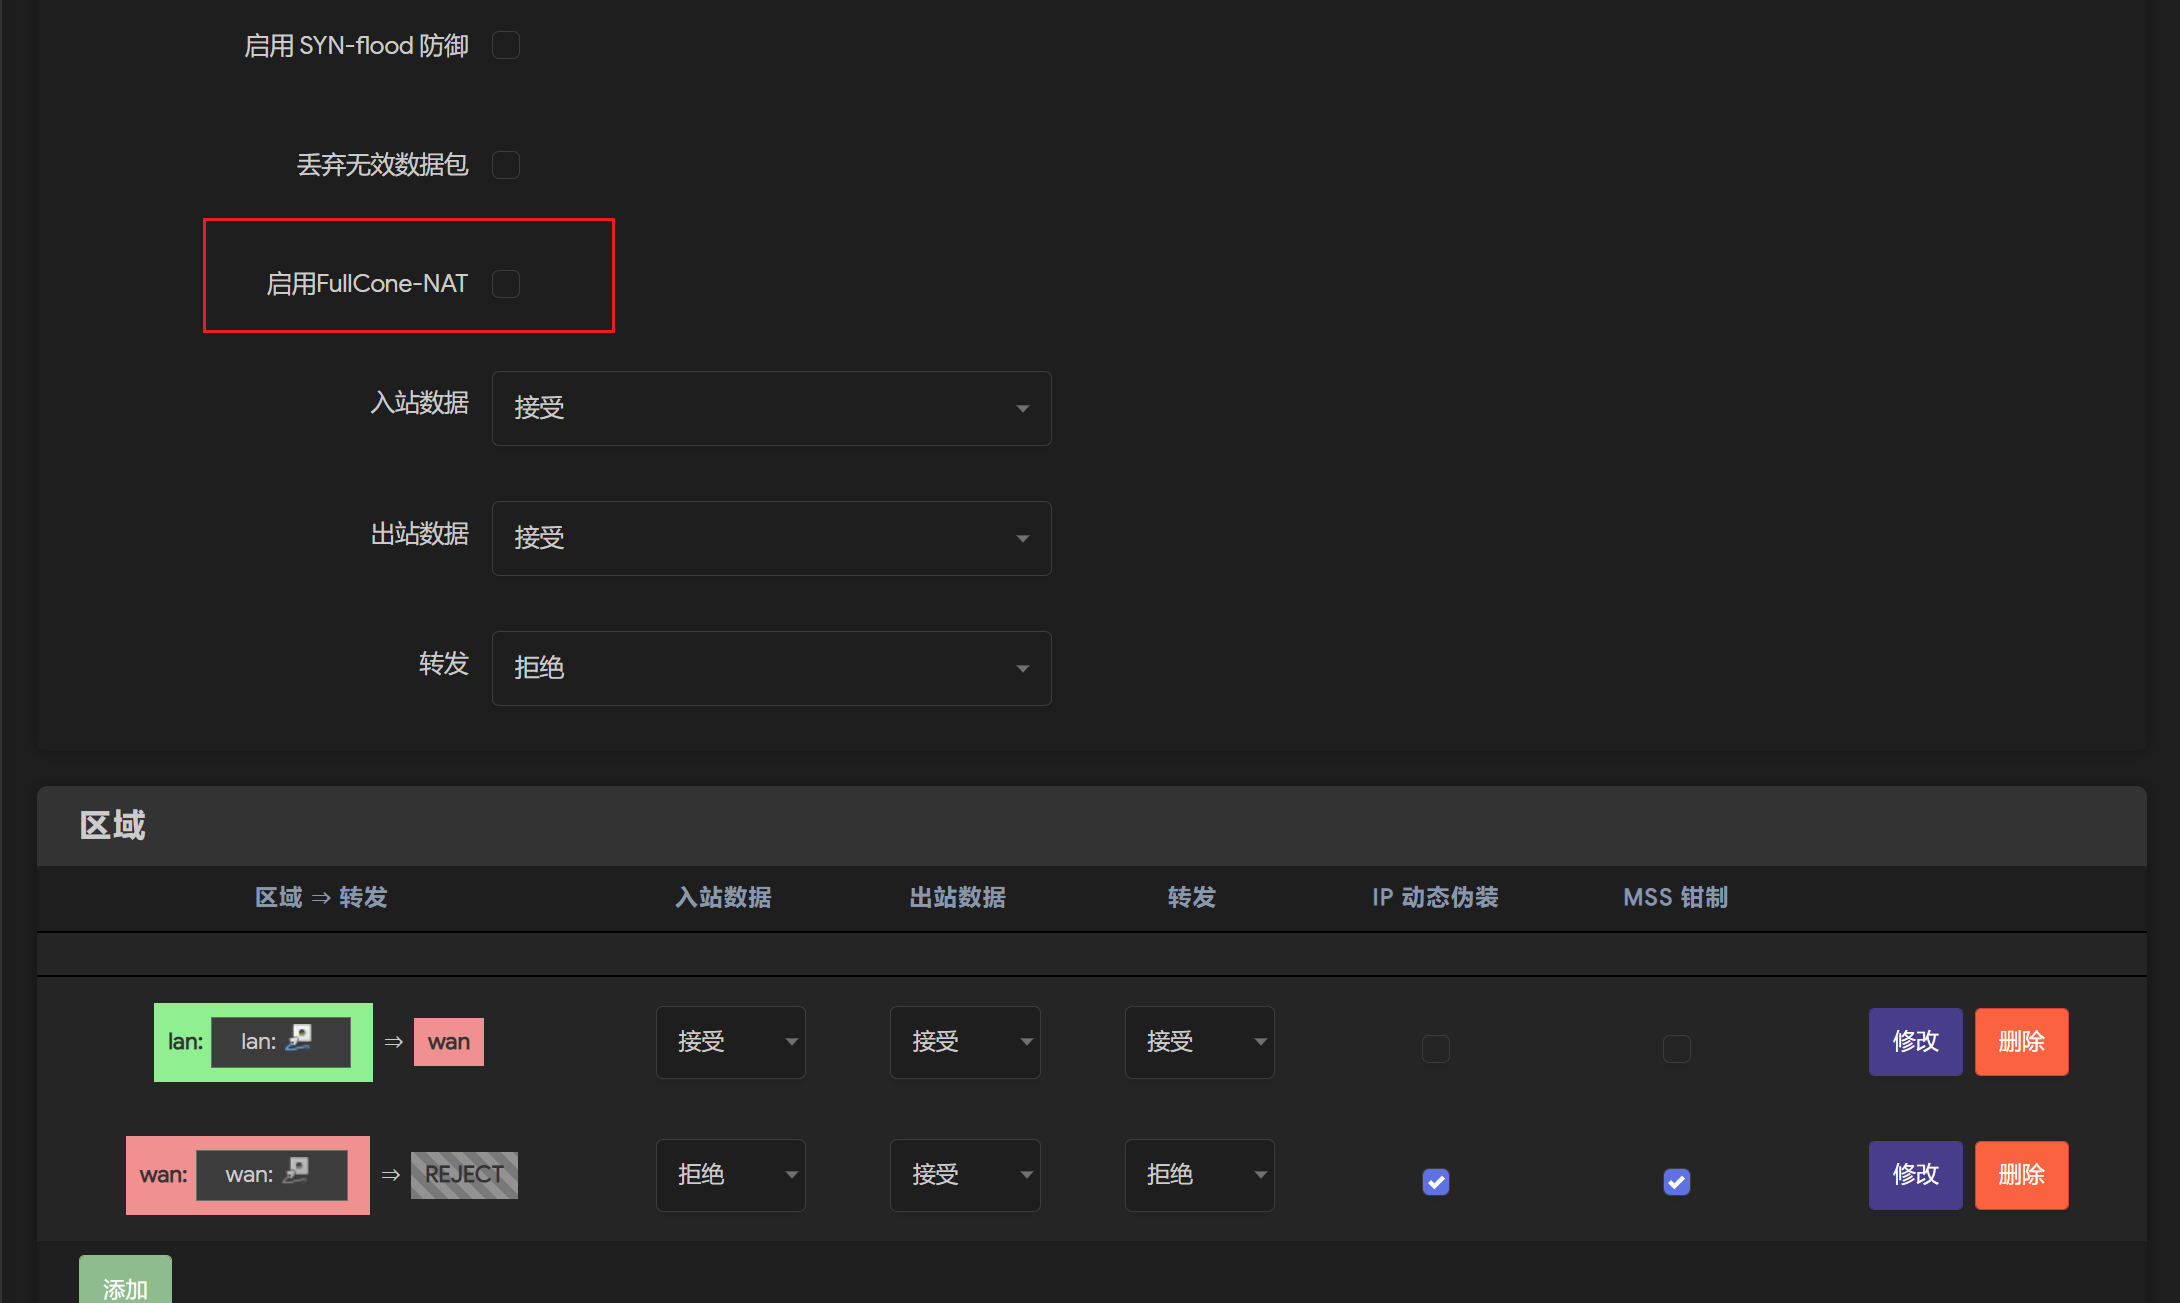 启用 SYN-flood 防御
丢弃无效数据包
启用FullCone-NAT
入站数据 接受
出站数据 接受
转发 拒绝
区域
区域 ⇒ 转发 入站数据 出站数据 转发 IP 动态伪装 MSS 钳制
lan: lan: ⇒ wan 接受 接受 接受 修改 删除
wan: wan: ⇒ REJECT 拒绝 接受 拒绝 修改 删除
添加